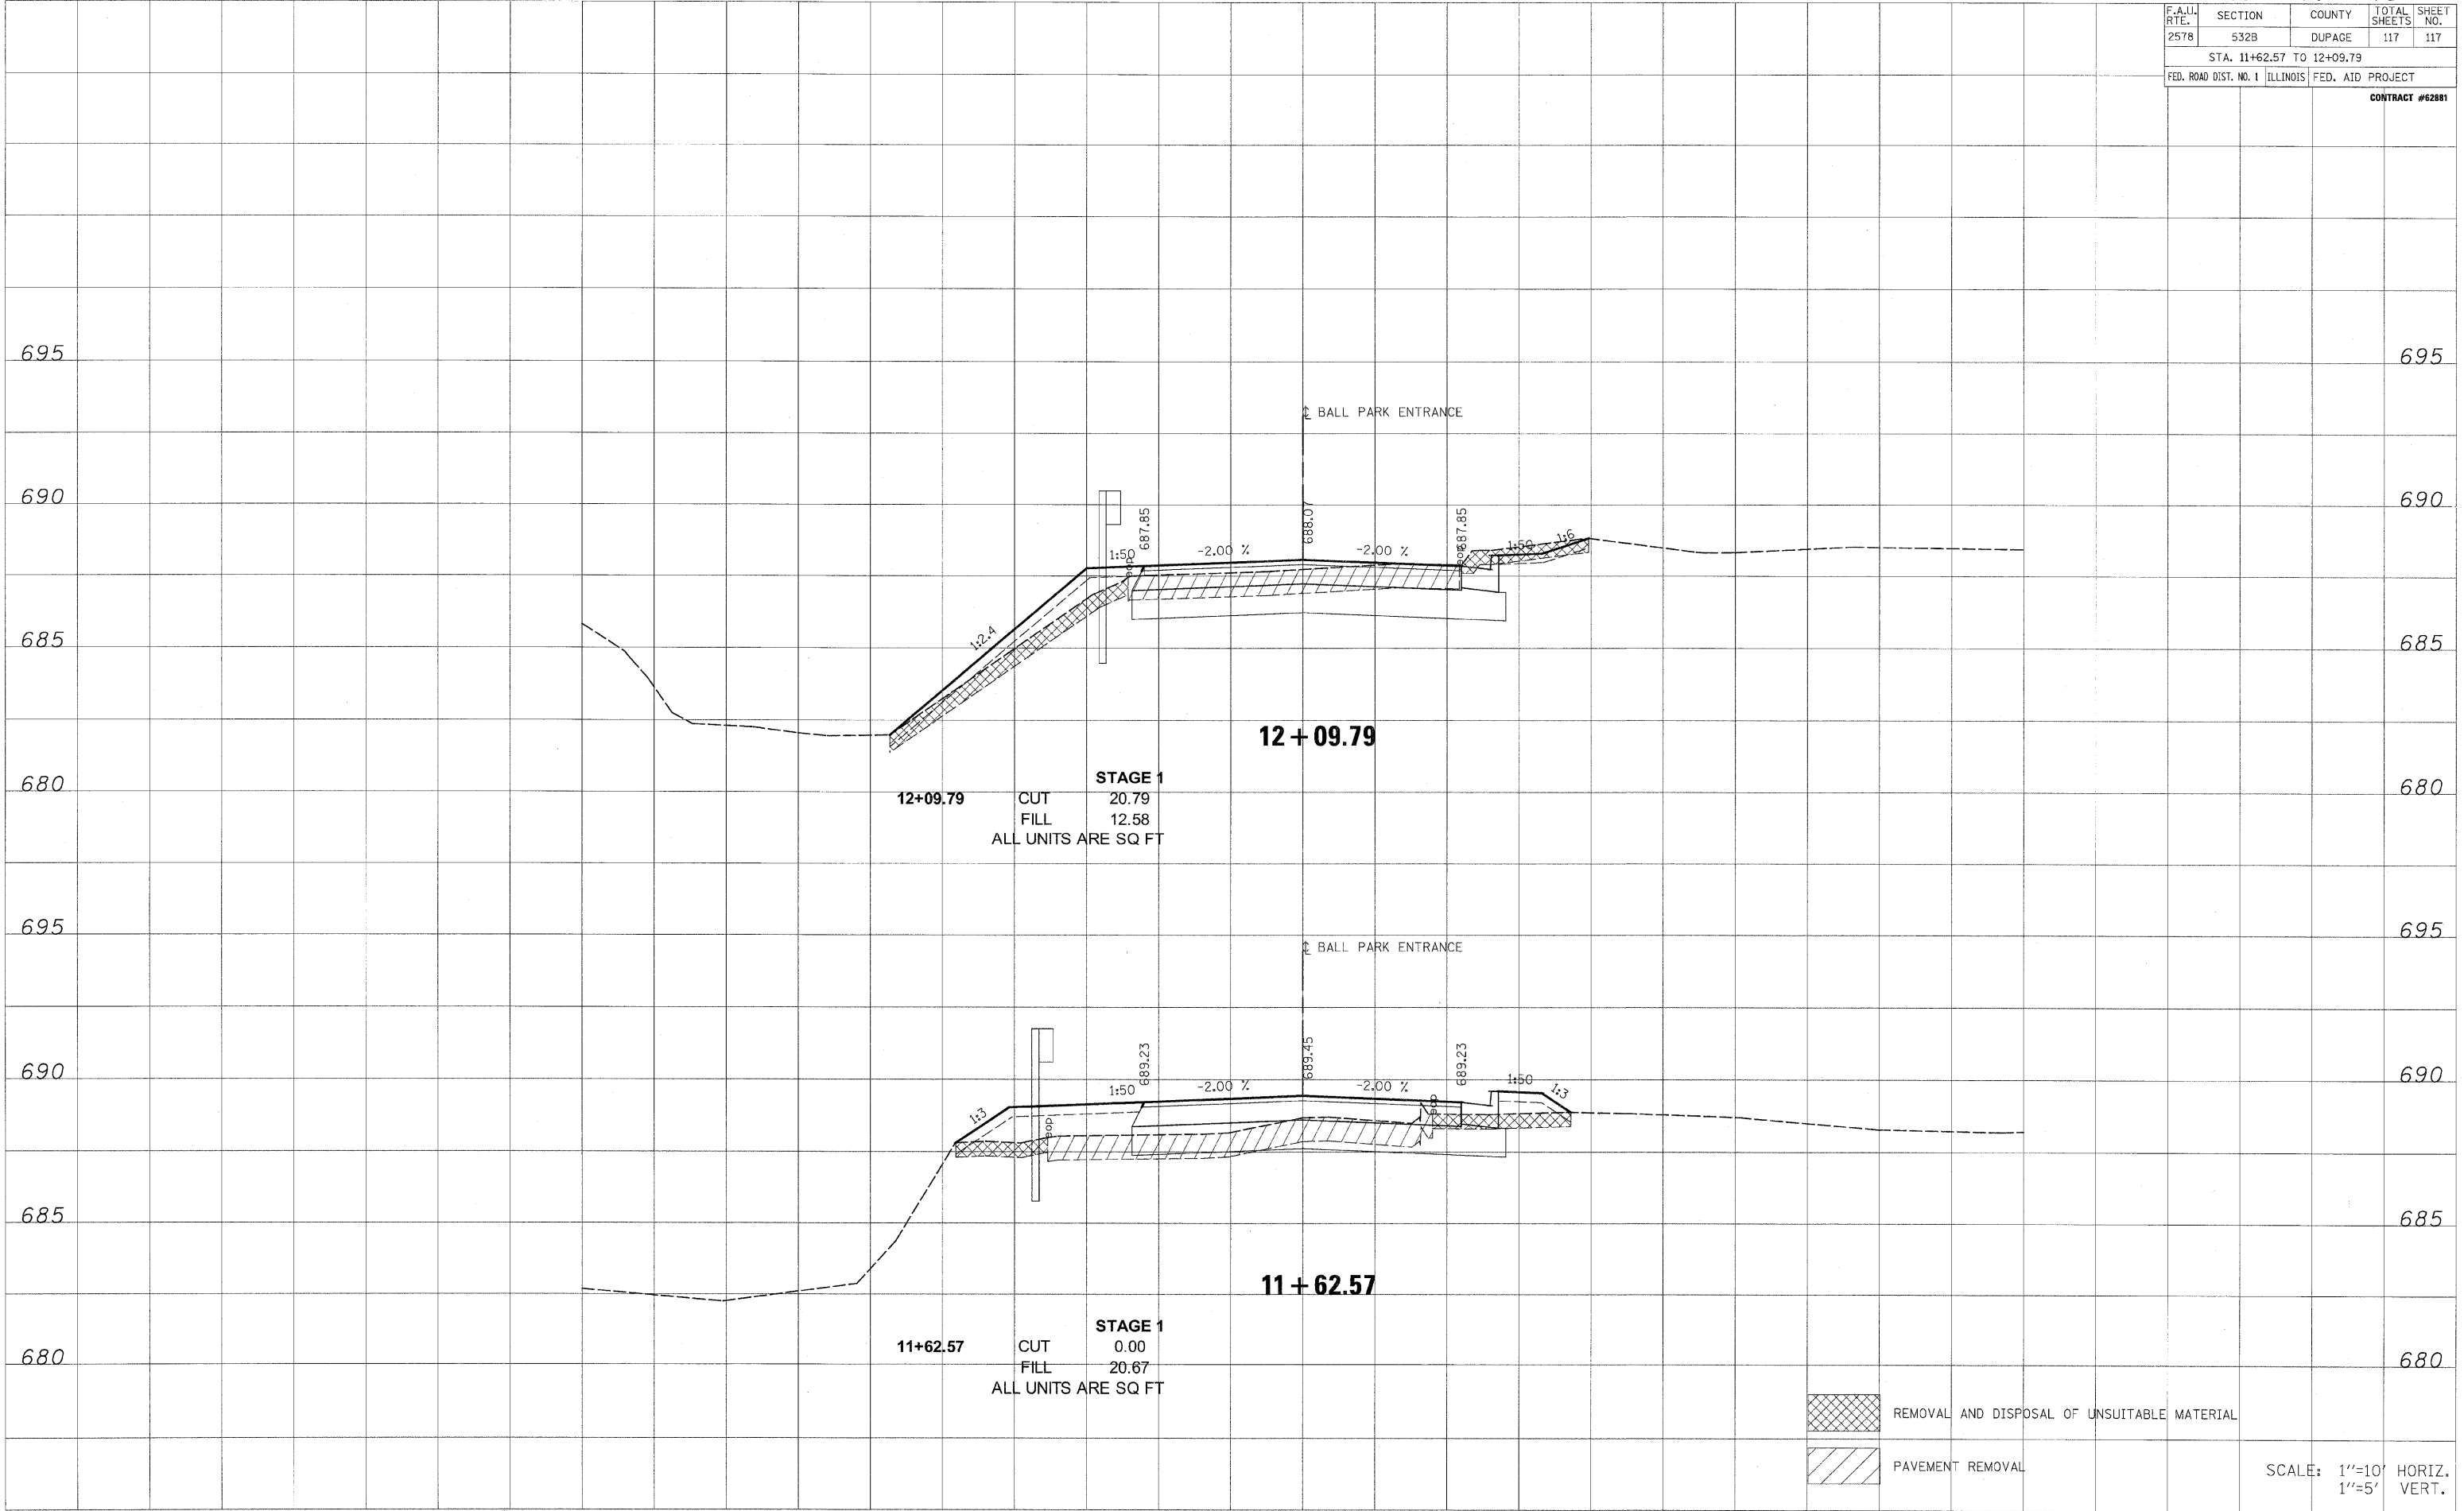 F.A.U. RTE. SECTION COUNTY TOTAL SHEETS SHEET NO.
2578 532B DUPAGE 117 117
STA. 11+62.57 TO 12+09.79
FED. ROAD DIST. NO. 1 ILLINOIS FED. AID PROJECT
CONTRACT #62881
695 695
℄ BALL PARK ENTRANCE
690 690
687.85 688.07 687.85
1:50 -2.00 % -2.00 % 1:50 1:6
eop eop
1:2.4
685 685
12+09.79
STAGE 1
680 680
12+09.79 CUT 20.79
FILL 12.58
ALL UNITS ARE SQ FT
695 695
℄ BALL PARK ENTRANCE
690 690
689.23 689.45 689.23
1:3 1:50 -2.00 % -2.00 % 1:50 1:3
eop eop
685 685
11+62.57
STAGE 1
11+62.57 CUT 0.00
680 680
FILL 20.67
ALL UNITS ARE SQ FT
REMOVAL AND DISPOSAL OF UNSUITABLE MATERIAL
PAVEMENT REMOVAL
SCALE: 1"=10' HORIZ.
1"=5' VERT.